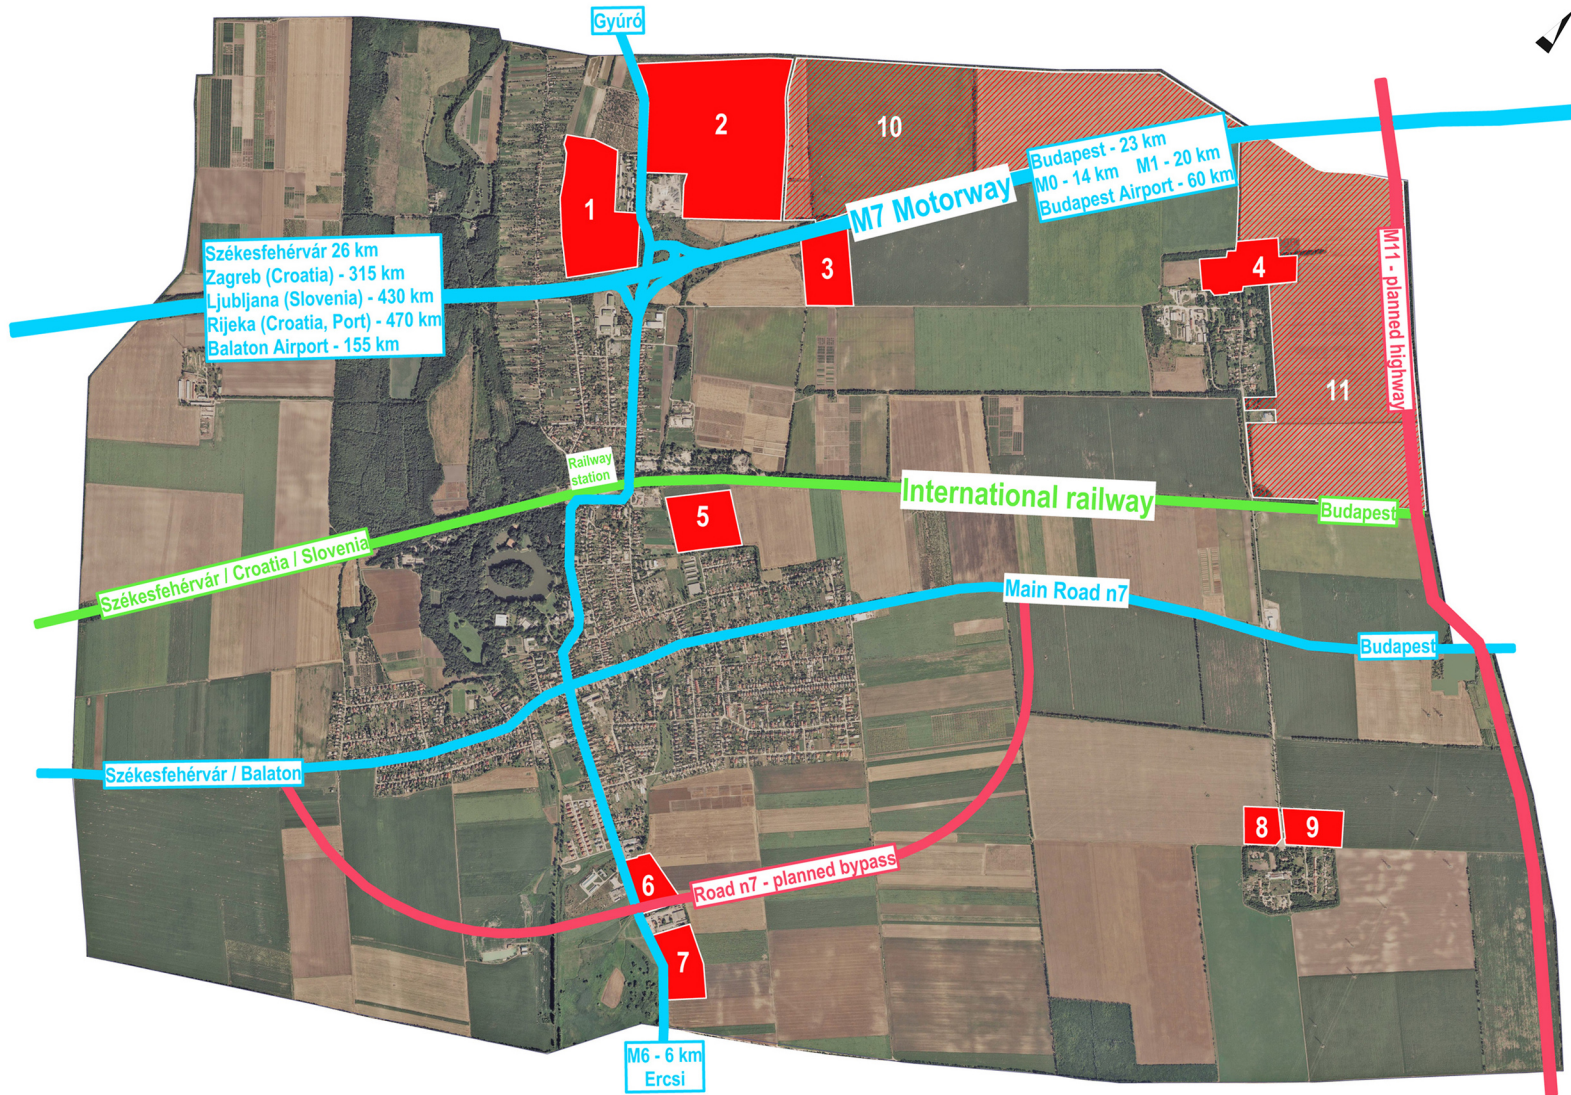 Gyúró
2
10
1
Budapest - 23 km
M0 - 14 km M1 - 20 km
Budapest Airport - 60 km
M7 Motorway
Székesfehérvár 26 km
Zagreb (Croatia) - 315 km
Ljubljana (Slovenia) - 430 km
Rijeka (Croatia, Port) - 470 km
Balaton Airport - 155 km
3
4
M11 - planned highway
11
Railway
station
International railway
Budapest
5
Székesfehérvár / Croatia / Slovenia
Main Road n7
Budapest
Székesfehérvár / Balaton
8
9
6
Road n7 - planned bypass
7
M6 - 6 km
Ercsi